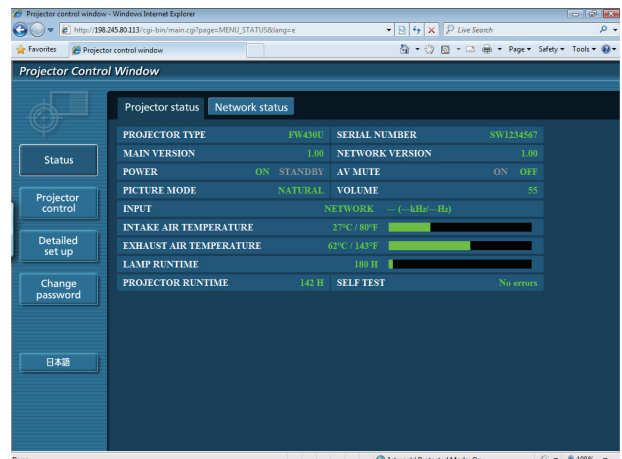 Projector control window - Windows Internet Explorer
http://198.245.80.113/cgi-bin/main.cgi?page=MENU_STATUS&lang=e
Live Search
Favorites Projector control window Page Safety Tools
Projector Control Window
Projector status Network status
PROJECTOR TYPE FW430U SERIAL NUMBER SW1234567
MAIN VERSION 1.00 NETWORK VERSION 1.00
POWER ON STANDBY AV MUTE ON OFF
PICTURE MODE NATURAL VOLUME 55
INPUT NETWORK — (—kHz/—Hz)
INTAKE AIR TEMPERATURE 27°C / 80°F
EXHAUST AIR TEMPERATURE 62°C / 143°F
LAMP RUNTIME 180 H
PROJECTOR RUNTIME 142 H SELF TEST No errors
Status
Projector
control
Detailed
set up
Change
password
日本語
100%